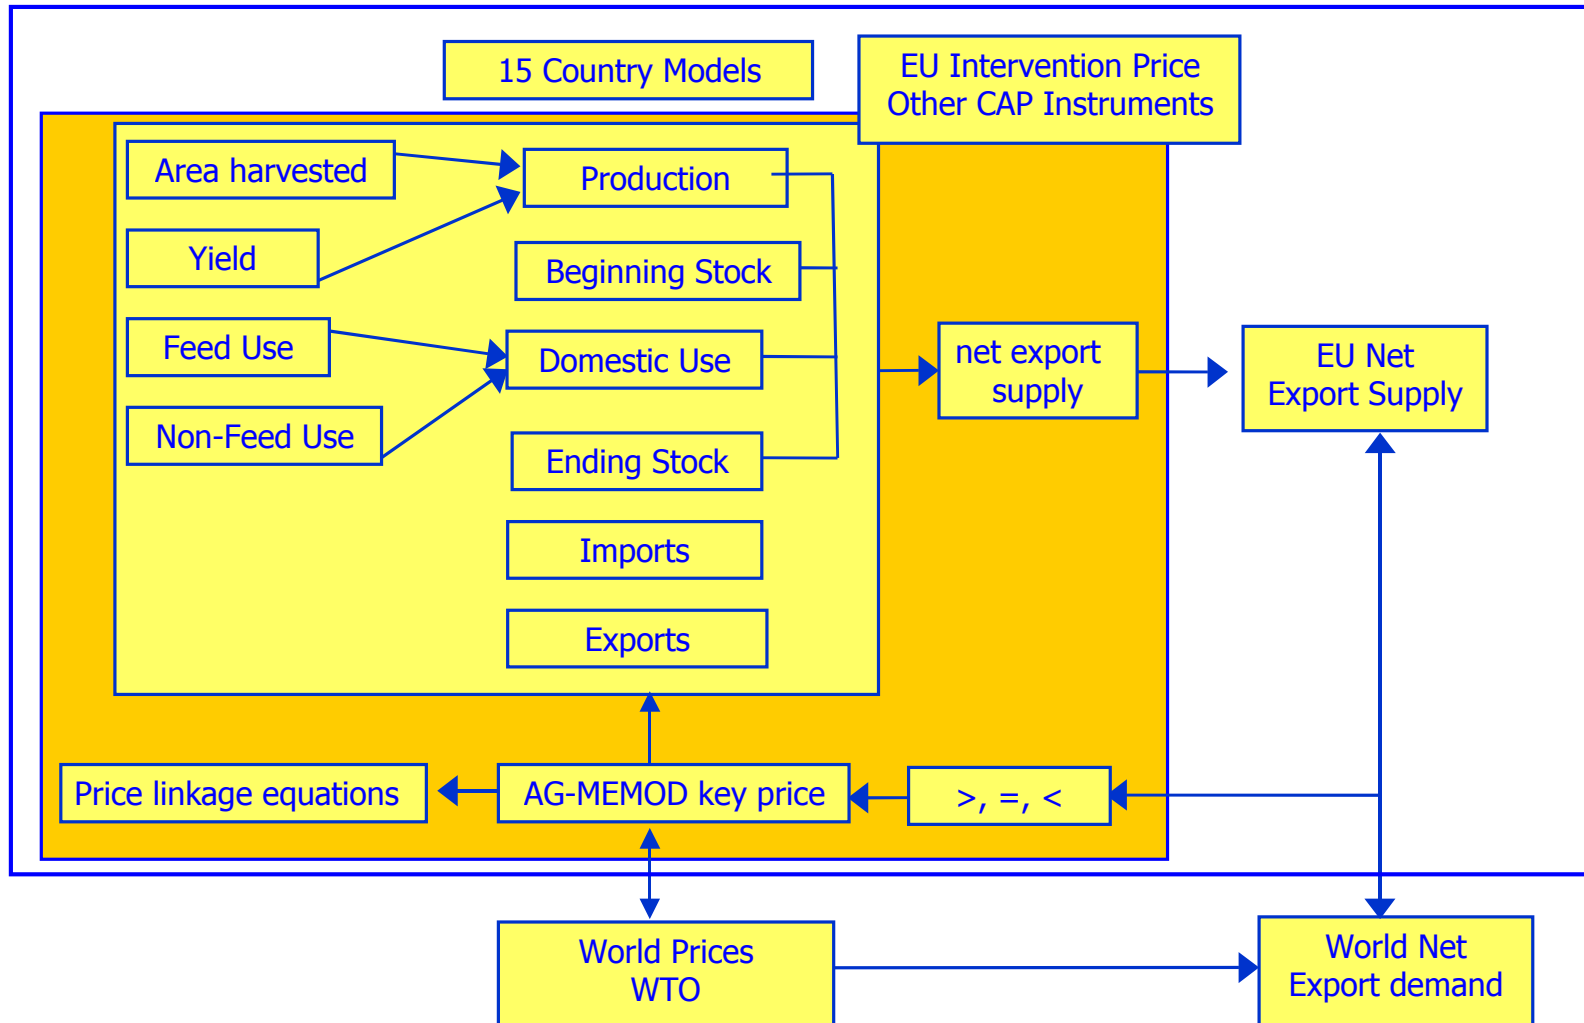 15 Country Models
EU Intervention Price
Other CAP Instruments
Area harvested
Production
Yield
Beginning Stock
Feed Use
Domestic Use
net export
supply
EU Net
Export Supply
Non-Feed Use
Ending Stock
Imports
Exports
Price linkage equations
AG-MEMOD key price
>, =, <
World Prices
WTO
World Net
Export demand